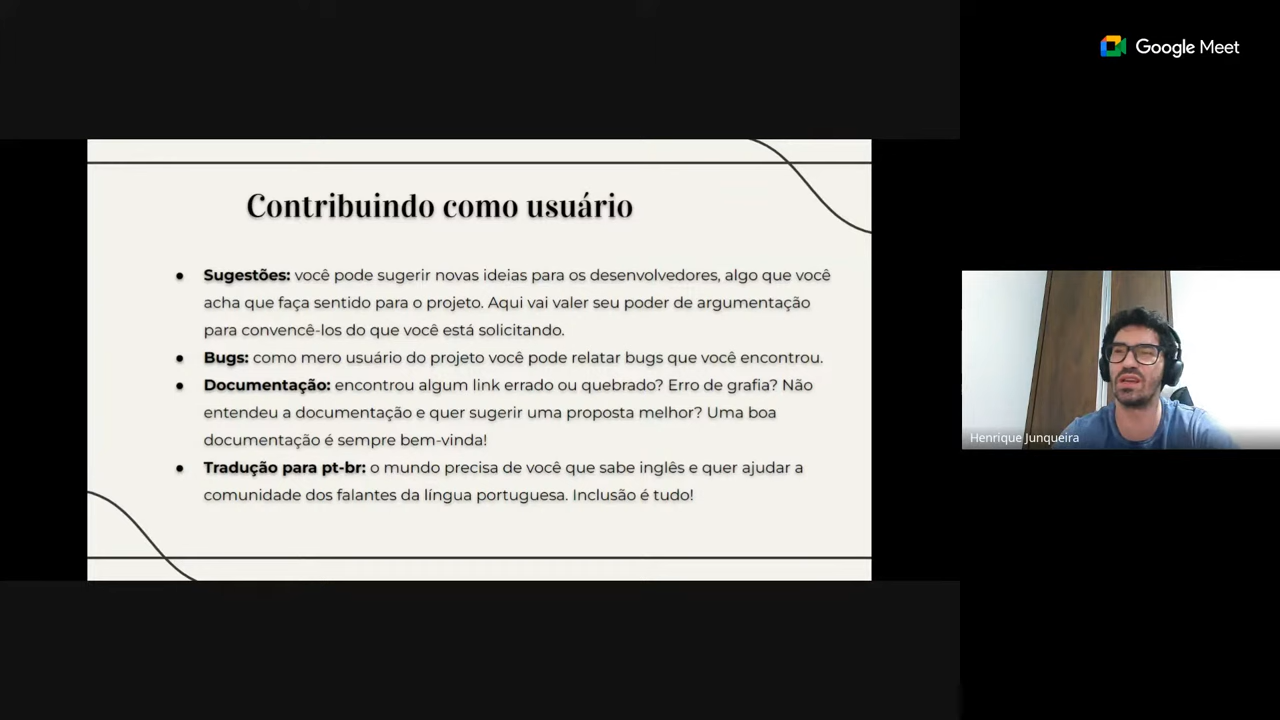 Google Meet
Contribuindo como usuário
● Sugestões: você pode sugerir novas ideias para os desenvolvedores, algo que você
acha que faça sentido para o projeto. Aqui vai valer seu poder de argumentação
para convencê-los do que você está solicitando.
● Bugs: como mero usuário do projeto você pode relatar bugs que você encontrou.
● Documentação: encontrou algum link errado ou quebrado? Erro de grafia? Não
entendeu a documentação e quer sugerir uma proposta melhor? Uma boa
documentação é sempre bem-vinda!
● Tradução para pt-br: o mundo precisa de você que sabe inglês e quer ajudar a
comunidade dos falantes da língua portuguesa. Inclusão é tudo!
Henrique Junqueira